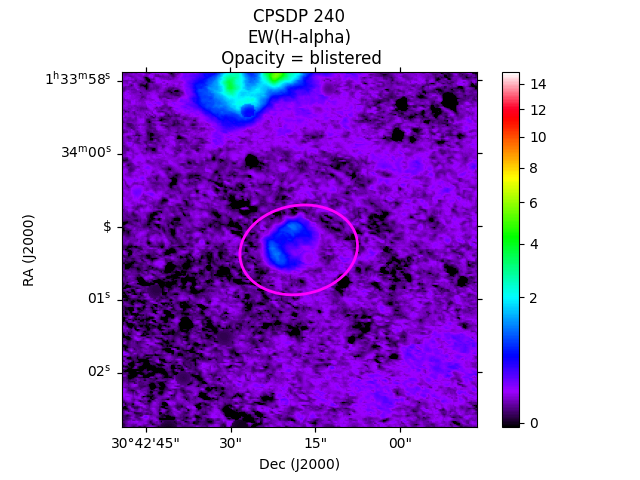 CPSDP 240
EW(H-alpha)
Opacity = blistered
1ʰ33ᵐ58ˢ
34ᵐ00ˢ
$
01ˢ
02ˢ
RA (J2000)
30°42'45" 30" 15" 00"
Dec (J2000)
14
12
10
8
6
4
2
0